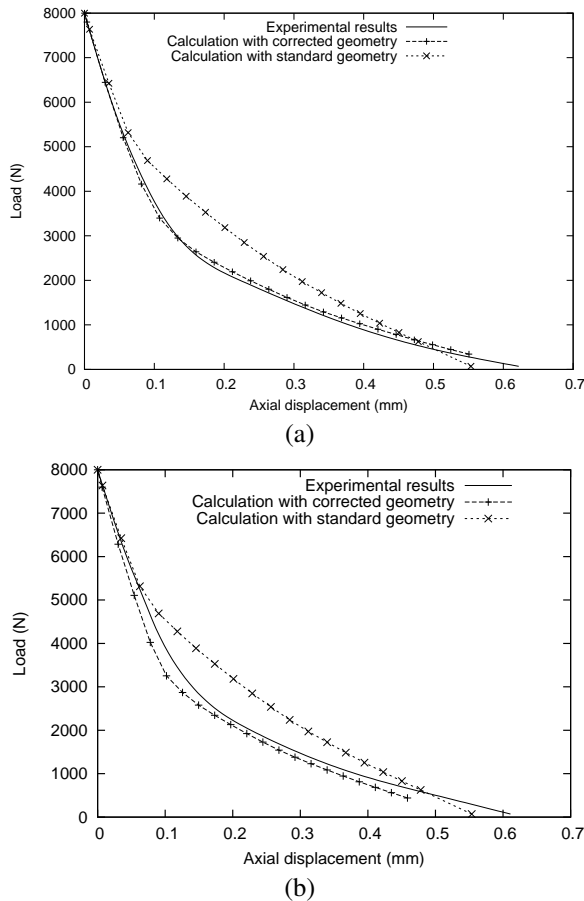 Experimental results
Calculation with corrected geometry
Calculation with standard geometry
8000
7000
6000
5000
4000
3000
2000
1000
0
Load (N)
0 0.1 0.2 0.3 0.4 0.5 0.6 0.7
Axial displacement (mm)
(a)
Experimental results
Calculation with corrected geometry
Calculation with standard geometry
8000
7000
6000
5000
4000
3000
2000
1000
0
Load (N)
0 0.1 0.2 0.3 0.4 0.5 0.6 0.7
Axial displacement (mm)
(b)